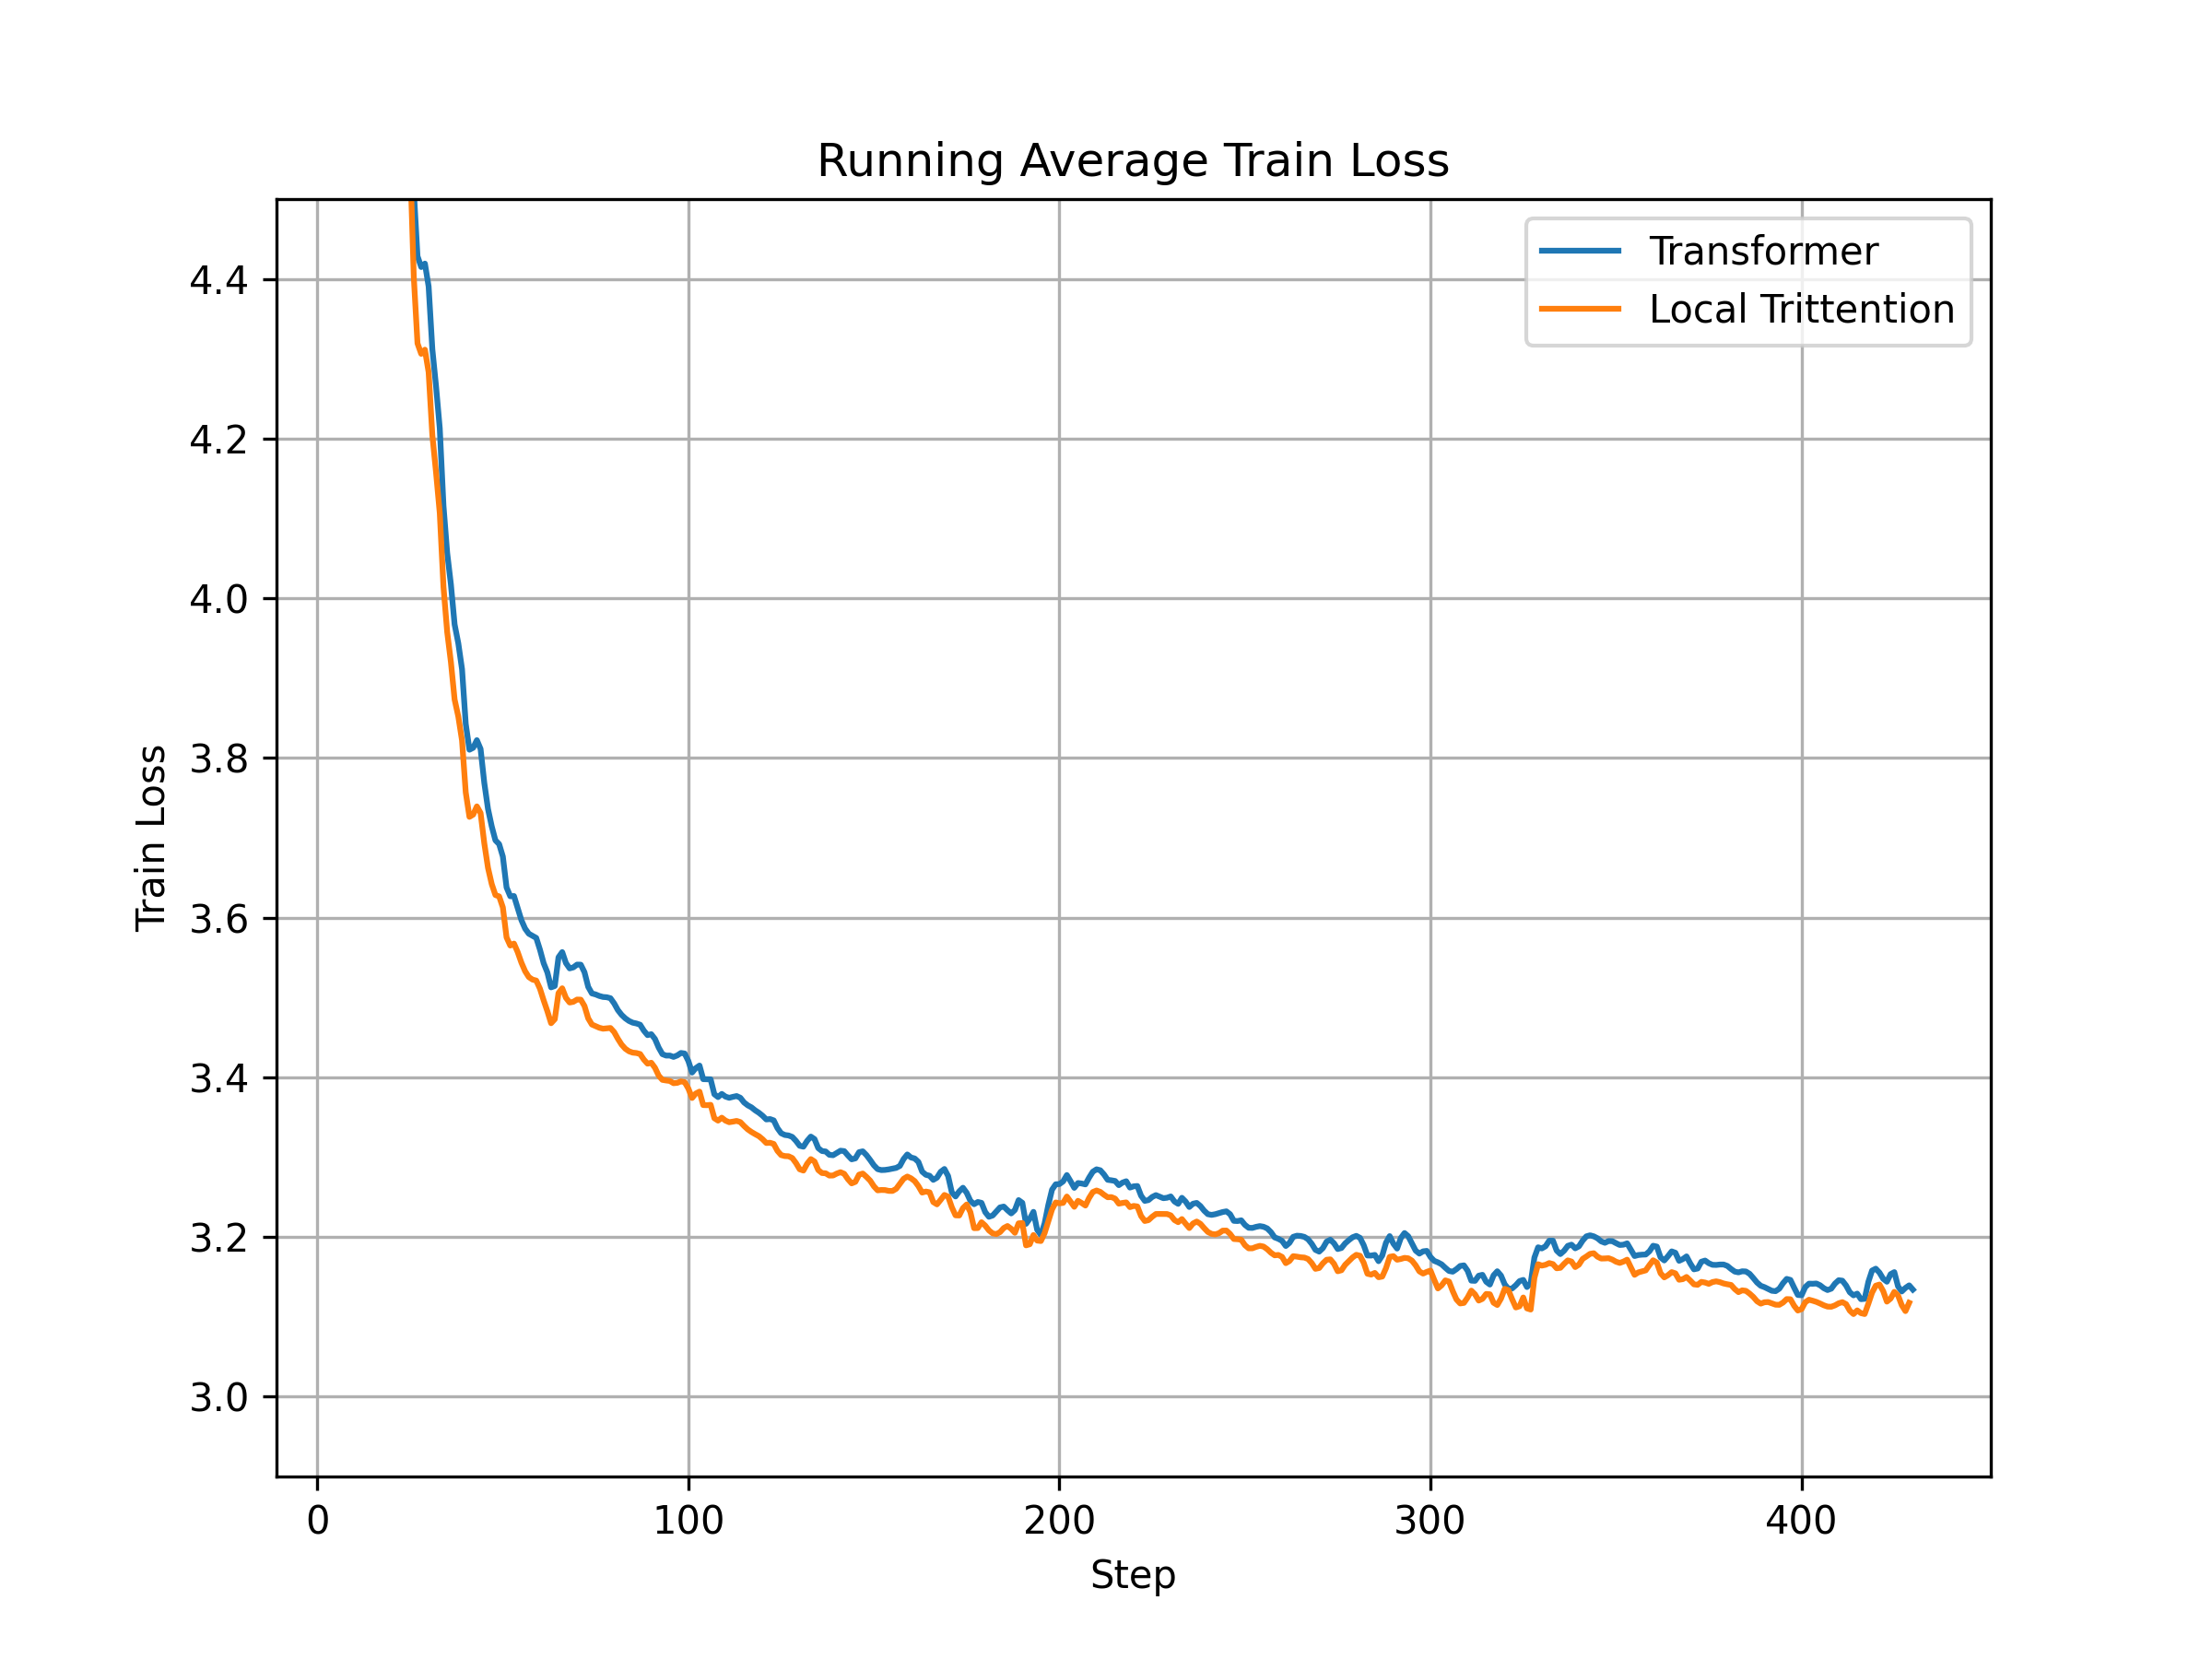 Running Average Train Loss
Transformer
Local Trittention
Train Loss
4.4
4.2
4.0
3.8
3.6
3.4
3.2
3.0
0 100 200 300 400
Step